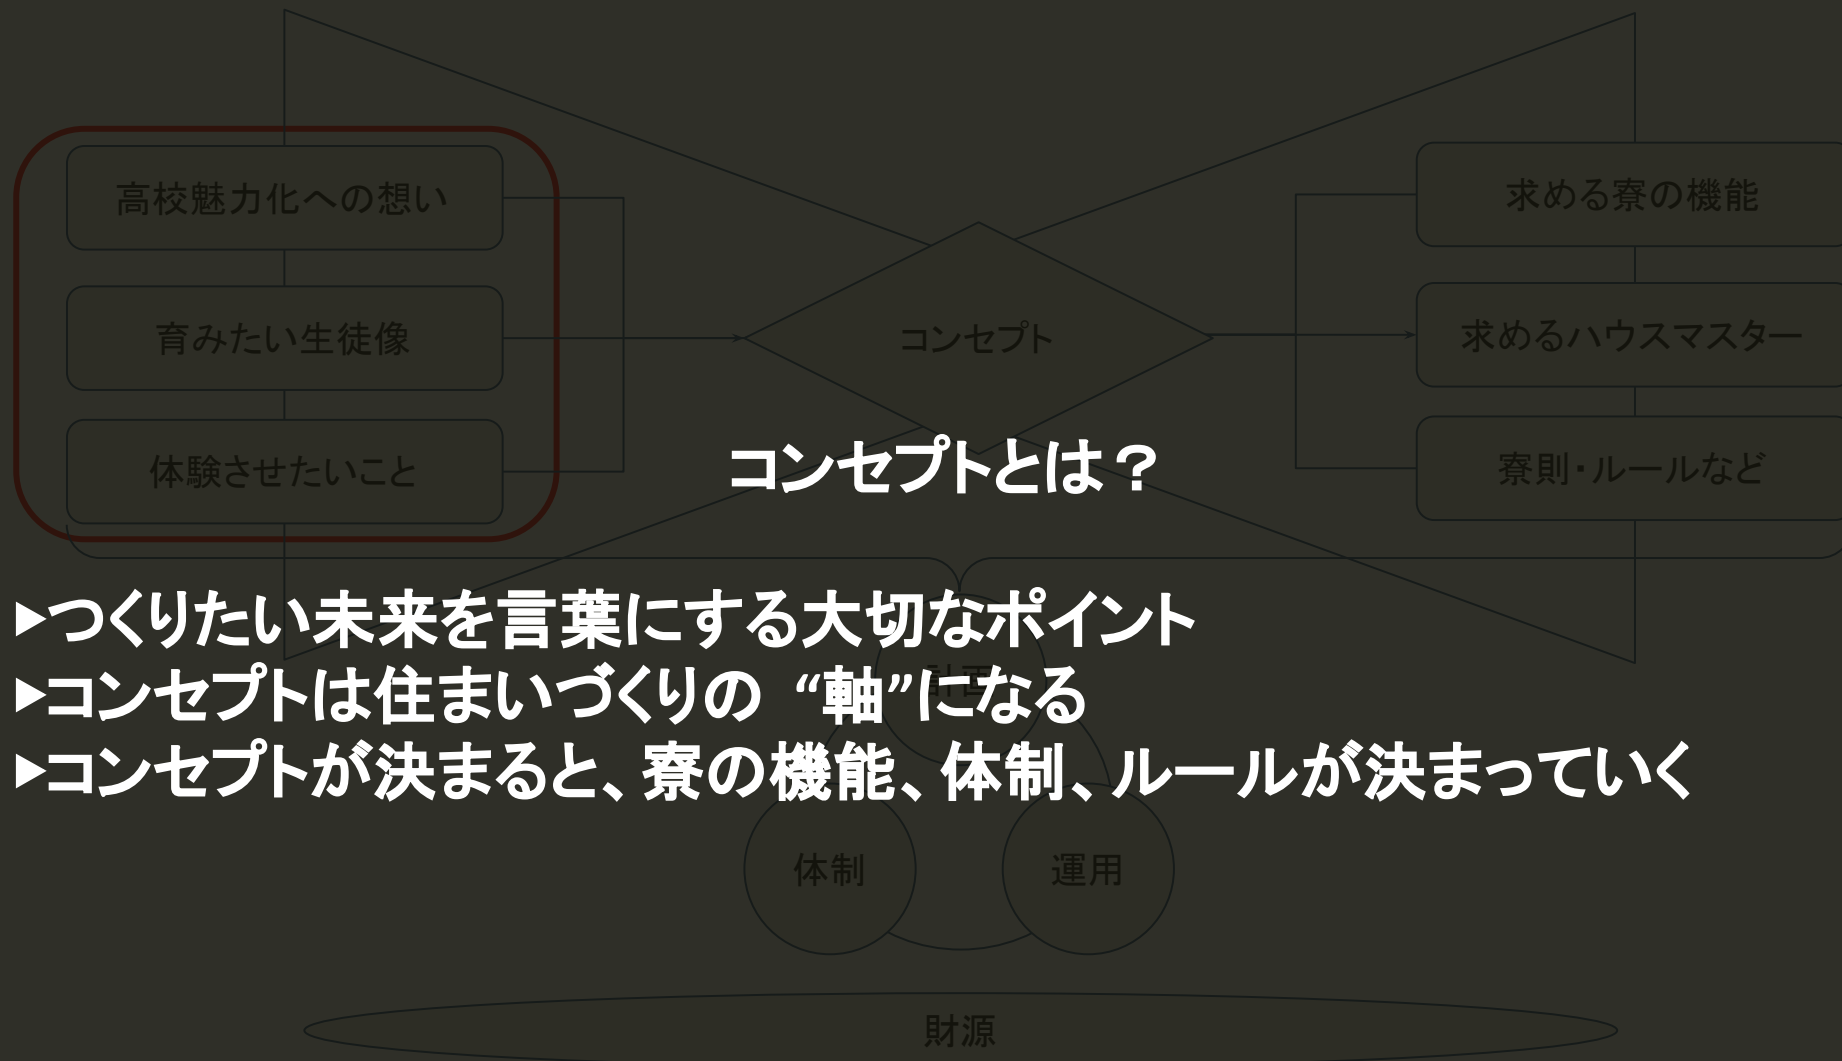 高校魅力化への想い
育みたい生徒像
体験させたいこと
コンセプト
求める寮の機能
求めるハウスマスター
寮則・ルールなど
コンセプトとは？
▶つくりたい未来を言葉にする大切なポイント
▶コンセプトは住まいづくりの “軸”になる
▶コンセプトが決まると、寮の機能、体制、ルールが決まっていく
計画
体制
運用
財源